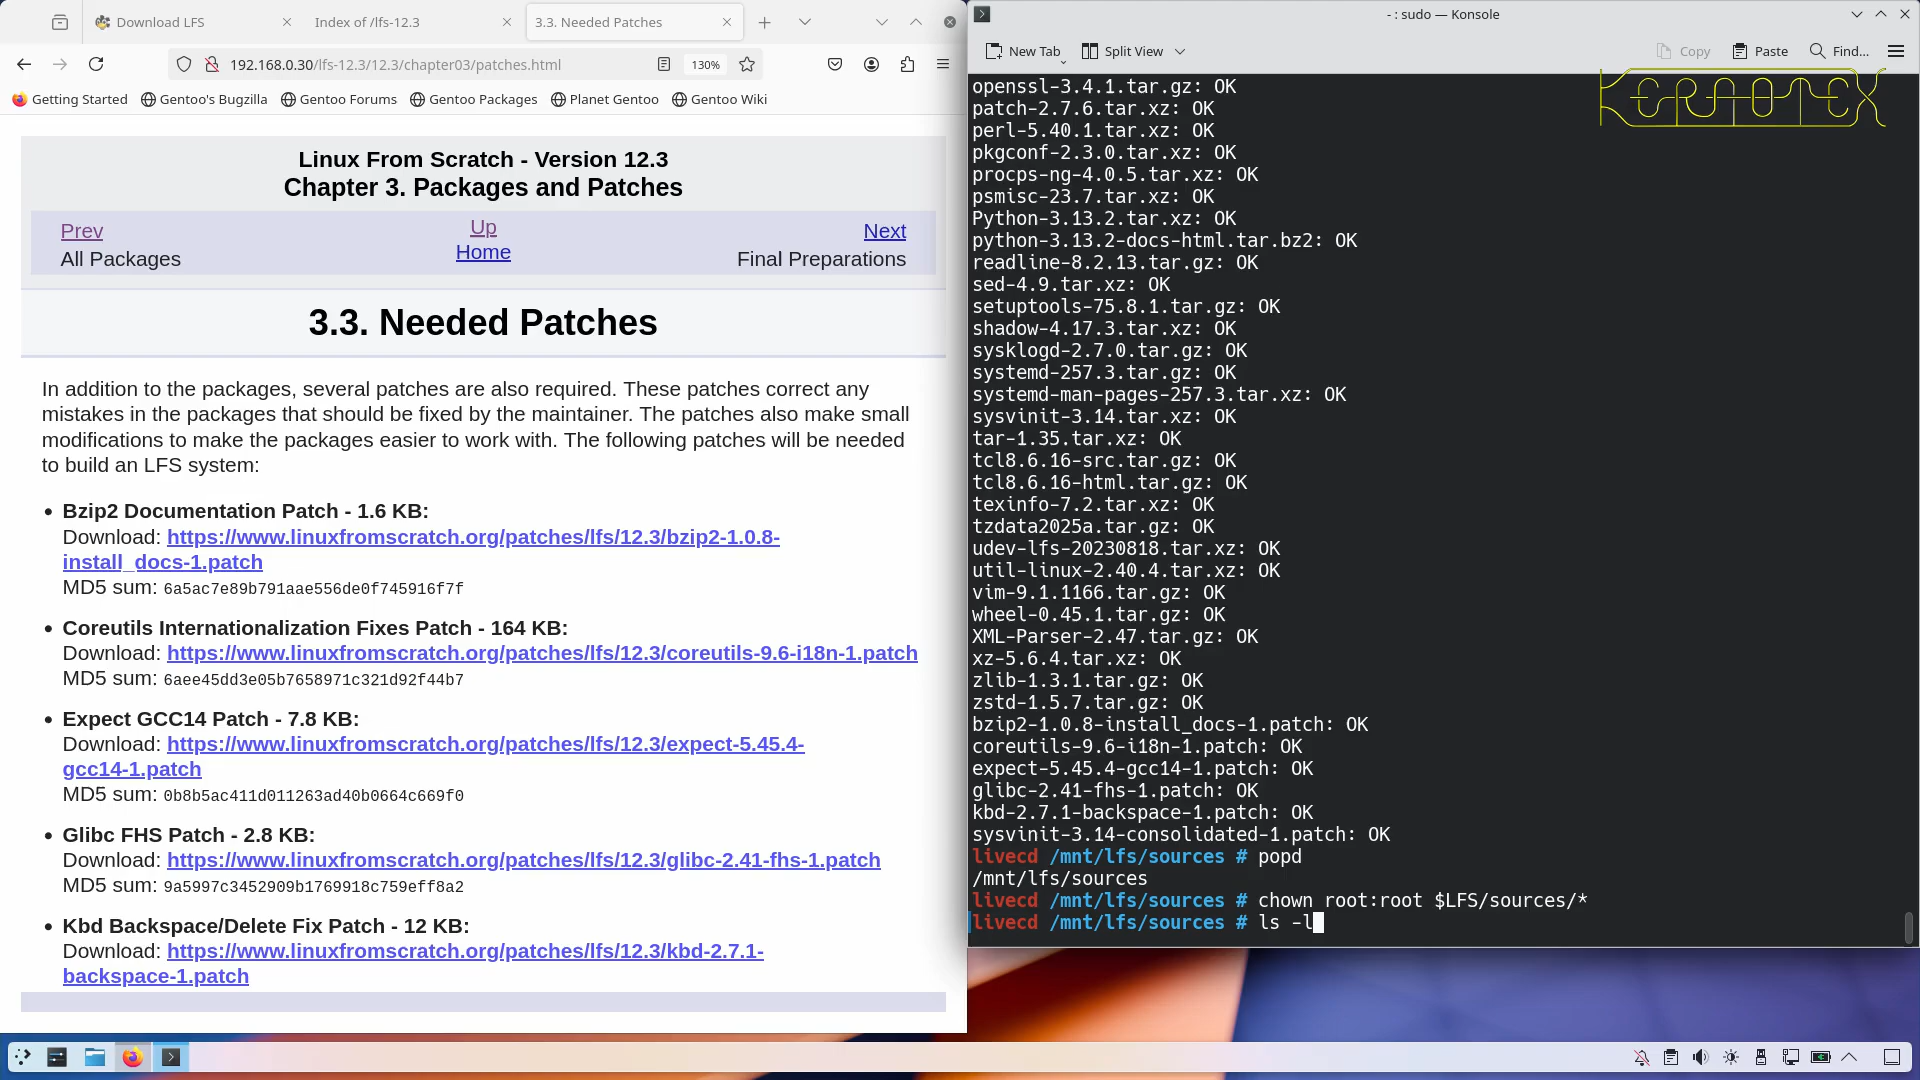 Download LFS
Index of /lfs-12.3
3.3. Needed Patches
192.168.0.30/lfs-12.3/12.3/chapter03/patches.html
130%
Getting Started
Gentoo's Bugzilla
Gentoo Forums
Gentoo Packages
Planet Gentoo
Gentoo Wiki
Linux From Scratch - Version 12.3
Chapter 3. Packages and Patches
Prev
Up
Next
All Packages
Home
Final Preparations
3.3. Needed Patches
In addition to the packages, several patches are also required. These patches correct any
mistakes in the packages that should be fixed by the maintainer. The patches also make small
modifications to make the packages easier to work with. The following patches will be needed
to build an LFS system:
• Bzip2 Documentation Patch - 1.6 KB:
Download: https://www.linuxfromscratch.org/patches/lfs/12.3/bzip2-1.0.8-
install_docs-1.patch
MD5 sum: 6a5ac7e89b791aae556de0f745916f7f
• Coreutils Internationalization Fixes Patch - 164 KB:
Download: https://www.linuxfromscratch.org/patches/lfs/12.3/coreutils-9.6-i18n-1.patch
MD5 sum: 6aee45dd3e05b7658971c321d92f44b7
• Expect GCC14 Patch - 7.8 KB:
Download: https://www.linuxfromscratch.org/patches/lfs/12.3/expect-5.45.4-
gcc14-1.patch
MD5 sum: 0b8b5ac411d011263ad40b0664c669f0
• Glibc FHS Patch - 2.8 KB:
Download: https://www.linuxfromscratch.org/patches/lfs/12.3/glibc-2.41-fhs-1.patch
MD5 sum: 9a5997c3452909b1769918c759eff8a2
• Kbd Backspace/Delete Fix Patch - 12 KB:
Download: https://www.linuxfromscratch.org/patches/lfs/12.3/kbd-2.7.1-
backspace-1.patch
- : sudo — Konsole
New Tab
Split View
Copy
Paste
Find...
KERNOTEX
openssl-3.4.1.tar.gz: OK
patch-2.7.6.tar.xz: OK
perl-5.40.1.tar.xz: OK
pkgconf-2.3.0.tar.xz: OK
procps-ng-4.0.5.tar.xz: OK
psmisc-23.7.tar.xz: OK
Python-3.13.2.tar.xz: OK
python-3.13.2-docs-html.tar.bz2: OK
readline-8.2.13.tar.gz: OK
sed-4.9.tar.xz: OK
setuptools-75.8.1.tar.gz: OK
shadow-4.17.3.tar.xz: OK
sysklogd-2.7.0.tar.gz: OK
systemd-257.3.tar.gz: OK
systemd-man-pages-257.3.tar.xz: OK
sysvinit-3.14.tar.xz: OK
tar-1.35.tar.xz: OK
tcl8.6.16-src.tar.gz: OK
tcl8.6.16-html.tar.gz: OK
texinfo-7.2.tar.xz: OK
tzdata2025a.tar.gz: OK
udev-lfs-20230818.tar.xz: OK
util-linux-2.40.4.tar.xz: OK
vim-9.1.1166.tar.gz: OK
wheel-0.45.1.tar.gz: OK
XML-Parser-2.47.tar.gz: OK
xz-5.6.4.tar.xz: OK
zlib-1.3.1.tar.gz: OK
zstd-1.5.7.tar.gz: OK
bzip2-1.0.8-install_docs-1.patch: OK
coreutils-9.6-i18n-1.patch: OK
expect-5.45.4-gcc14-1.patch: OK
glibc-2.41-fhs-1.patch: OK
kbd-2.7.1-backspace-1.patch: OK
sysvinit-3.14-consolidated-1.patch: OK
livecd /mnt/lfs/sources # popd
/mnt/lfs/sources
livecd /mnt/lfs/sources # chown root:root $LFS/sources/*
livecd /mnt/lfs/sources # ls -l